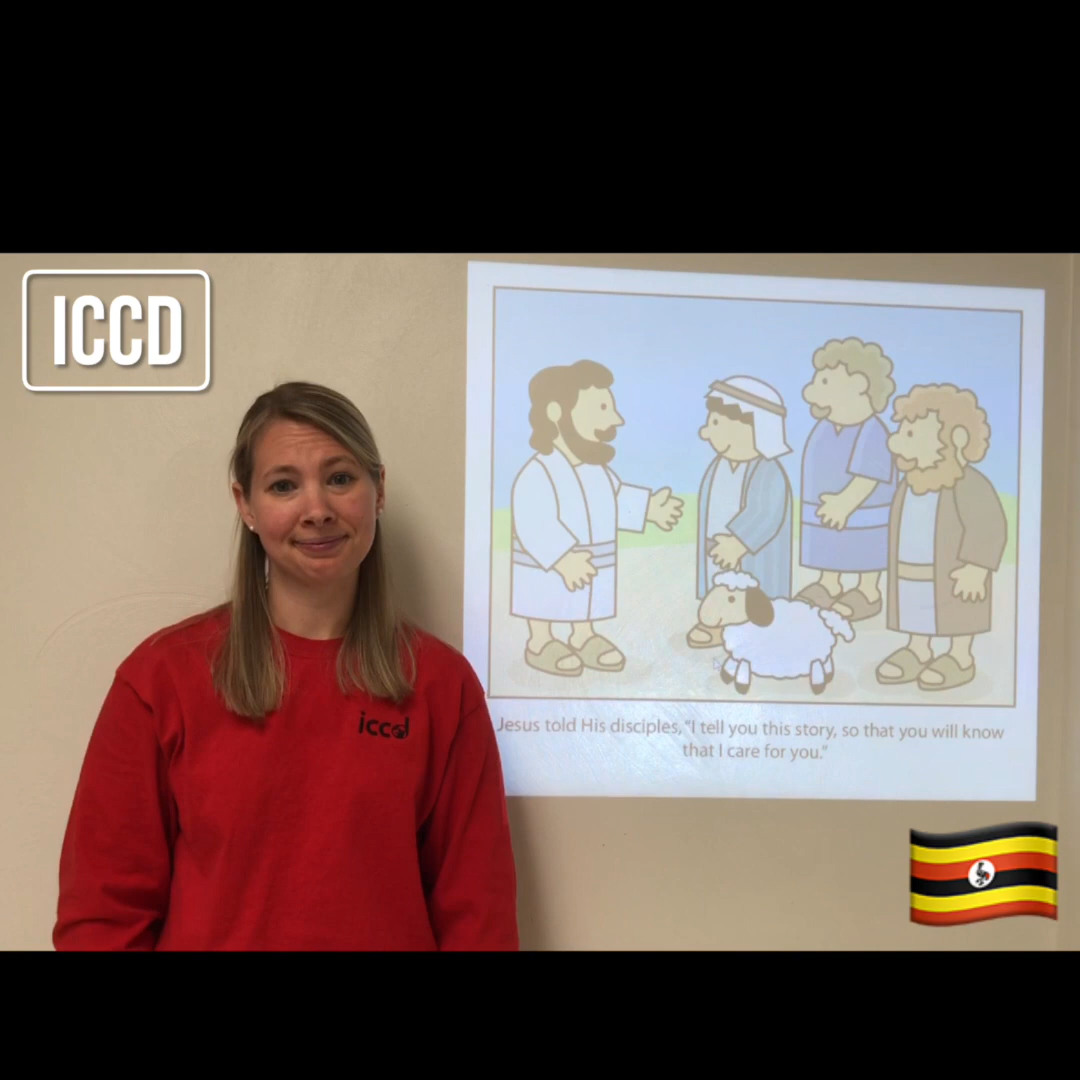 ICCD
iccd
Jesus told His disciples, "I tell you this story, so that you will know
that I care for you."